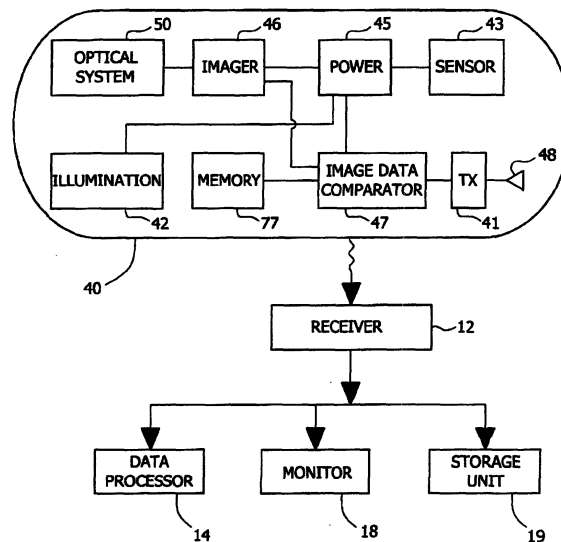 50
46
45
43
OPTICAL
SYSTEM
IMAGER
POWER
SENSOR
ILLUMINATION
MEMORY
IMAGE DATA
COMPARATOR
TX
48
42
77
47
41
40
RECEIVER
12
DATA
PROCESSOR
MONITOR
STORAGE
UNIT
14
18
19